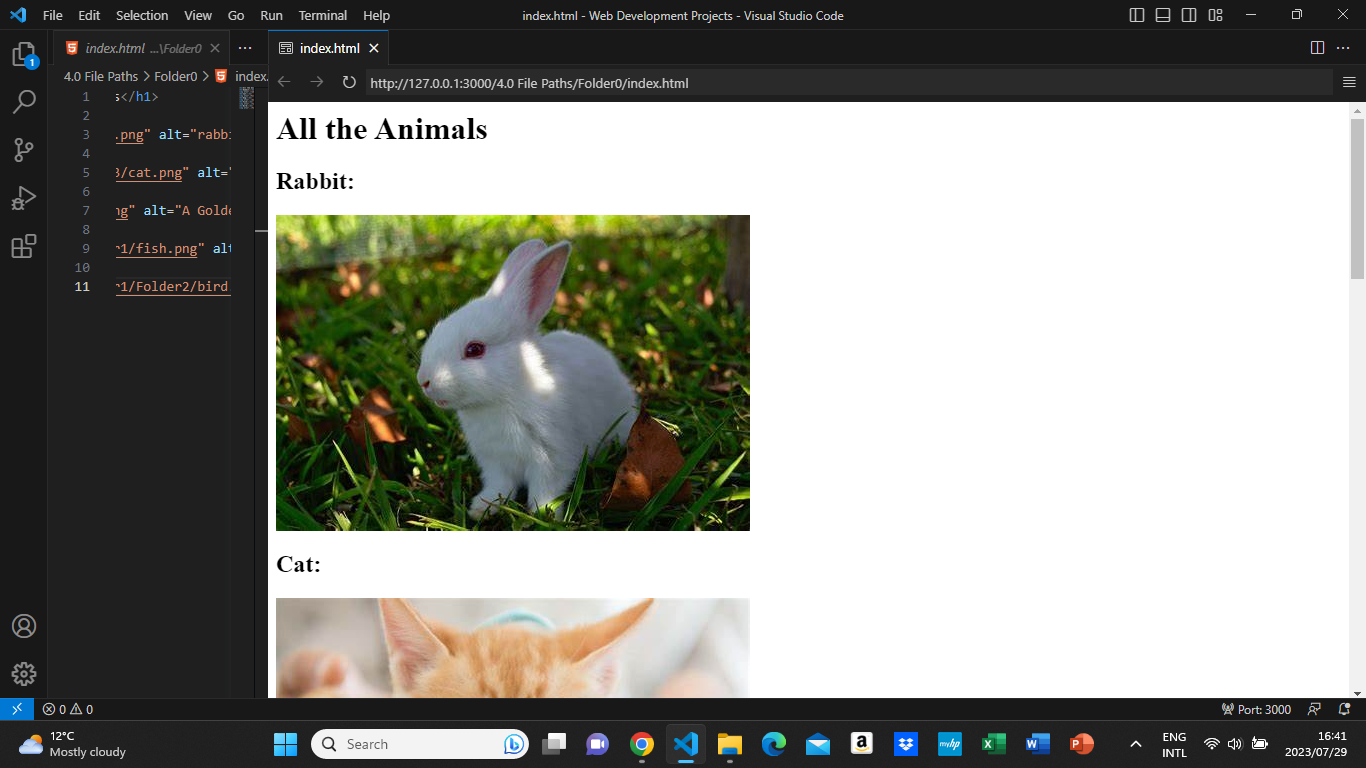 File Edit Selection View Go Run Terminal Help
index.html - Web Development Projects - Visual Studio Code
index.html ...\Folder0
index.html
4.0 File Paths > Folder0 > index.
http://127.0.0.1:3000/4.0 File Paths/Folder0/index.html
1 s</h1>
2
3 .png" alt="rabbi
4
5 3/cat.png" alt="
6
7 ng" alt="A Golde
8
9 r1/fish.png" alt
10
11 r1/Folder2/bird
All the Animals
Rabbit:
Cat:
1
0 0
Port: 3000
12°C
Mostly cloudy
Search
a
myhp
ENG
INTL
16:41
2023/07/29